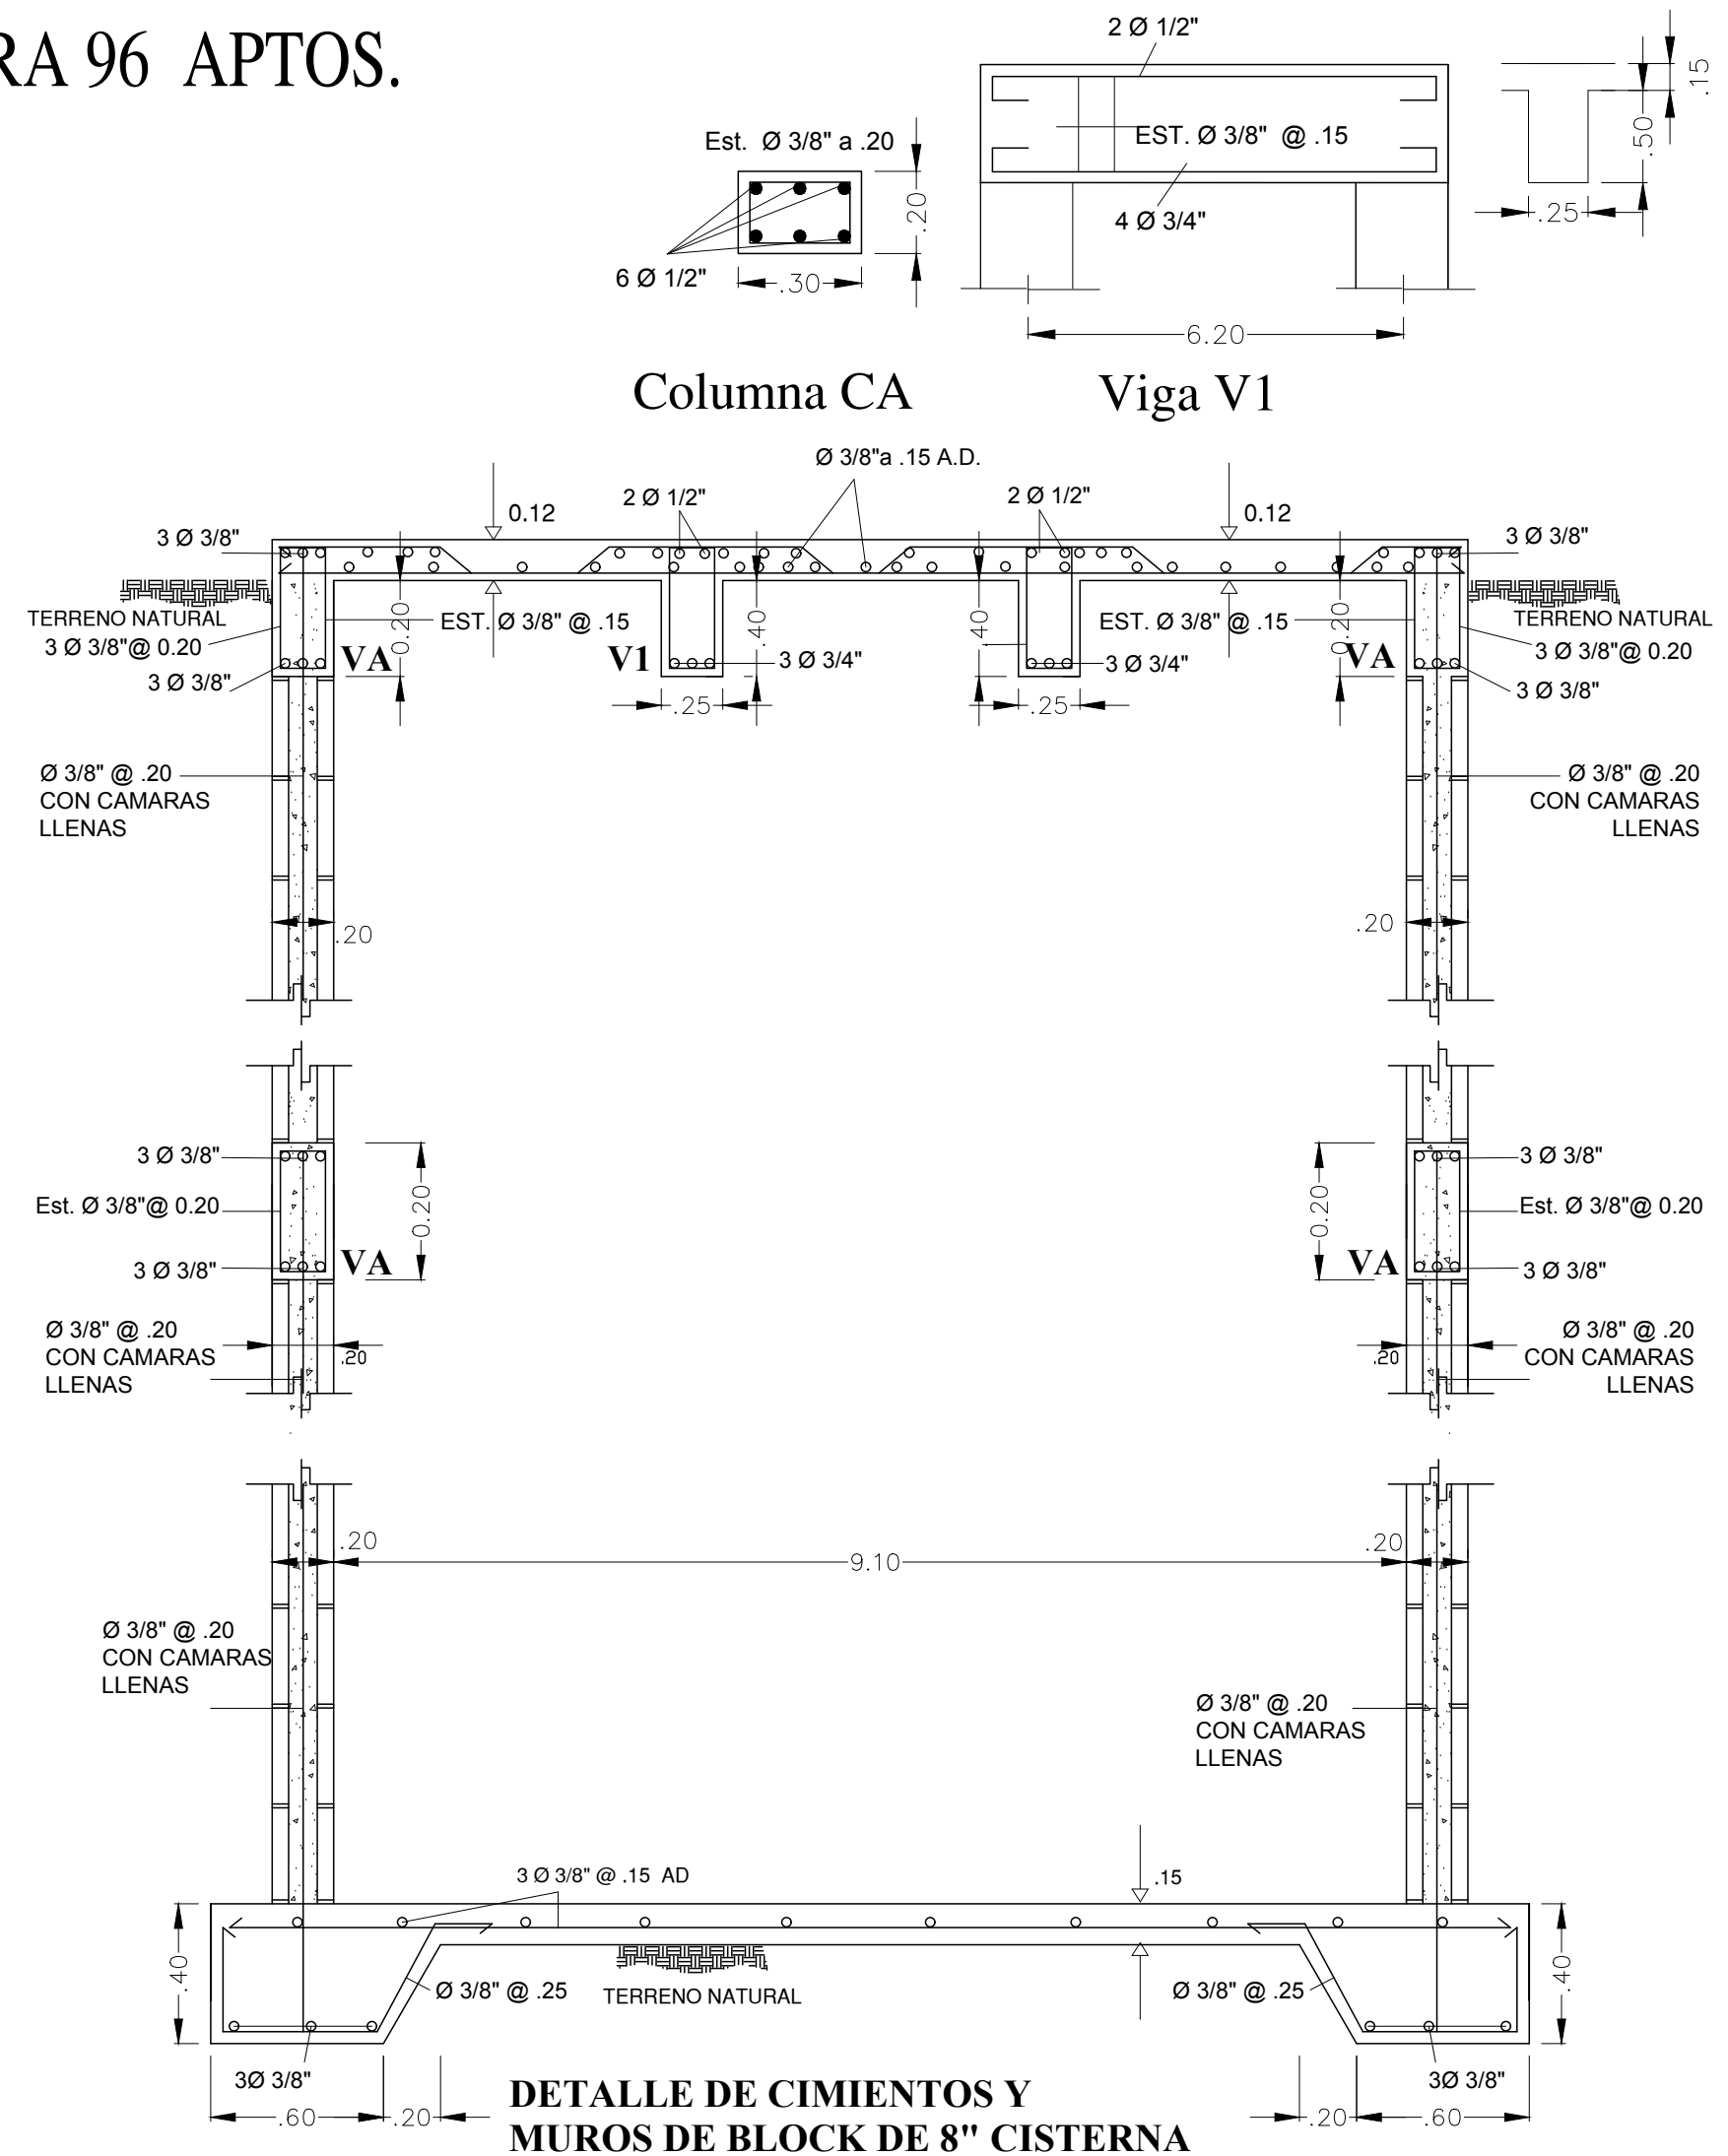 RA 96 APTOS.
2 Ø 1/2"
.15
Est. Ø 3/8" a .20
EST. Ø 3/8" @ .15
.50
.20
4 Ø 3/4"
.25
6 Ø 1/2"
.30
6.20
Columna CA
Viga V1
Ø 3/8"a .15 A.D.
2 Ø 1/2"
2 Ø 1/2"
0.12
0.12
3 Ø 3/8"
3 Ø 3/8"
TERRENO NATURAL
0.20
EST. Ø 3/8" @ .15
.40
.40
EST. Ø 3/8" @ .15
0.20
TERRENO NATURAL
3 Ø 3/8"@ 0.20
VA
V1
3 Ø 3/4"
3 Ø 3/4"
VA
3 Ø 3/8"@ 0.20
3 Ø 3/8"
3 Ø 3/8"
.25
.25
Ø 3/8" @ .20
CON CAMARAS
LLENAS
Ø 3/8" @ .20
CON CAMARAS
LLENAS
.20
.20
3 Ø 3/8"
3 Ø 3/8"
Est. Ø 3/8"@ 0.20
0.20
0.20
Est. Ø 3/8"@ 0.20
3 Ø 3/8"
VA
VA
3 Ø 3/8"
Ø 3/8" @ .20
CON CAMARAS
LLENAS
.20
.20
Ø 3/8" @ .20
CON CAMARAS
LLENAS
.20
9.10
.20
Ø 3/8" @ .20
CON CAMARAS
LLENAS
Ø 3/8" @ .20
CON CAMARAS
LLENAS
3 Ø 3/8" @ .15 AD
.15
.40
.40
Ø 3/8" @ .25
TERRENO NATURAL
Ø 3/8" @ .25
3Ø 3/8"
3Ø 3/8"
.60
.20
.20
.60
DETALLE DE CIMIENTOS Y
MUROS DE BLOCK DE 8" CISTERNA